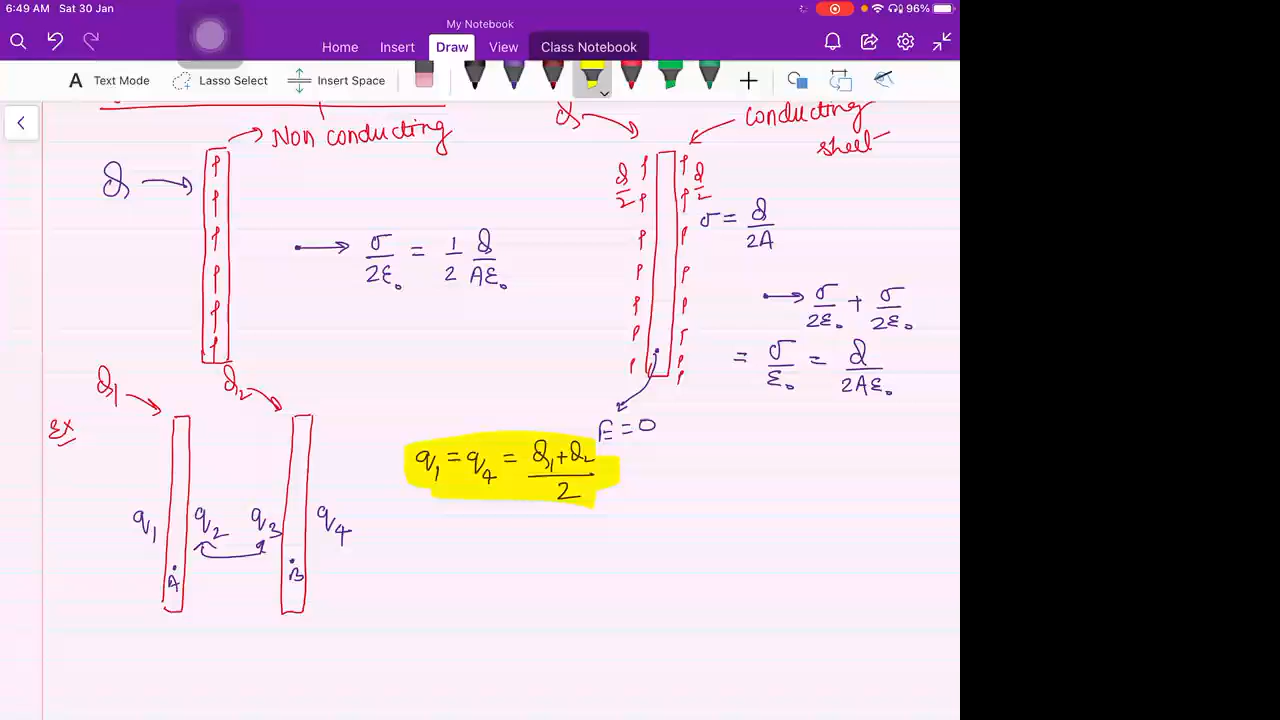 6:49 AM Sat 30 Jan
96%
My Notebook
Home Insert Draw View Class Notebook
Text Mode Lasso Select Insert Space
Non conducting
Q
σ/2ε₀ = 1/2 Q/Aε₀
Q
conducting
sheet
Q/2 Q/2
σ = Q/2A
σ/2ε₀ + σ/2ε₀
= σ/ε₀ = Q/2Aε₀
E = 0
Ex
Q₁ Q₂
q₁ = q₄ = Q₁+Q₂/2
q₁ q₂ q₃ q₄
A B